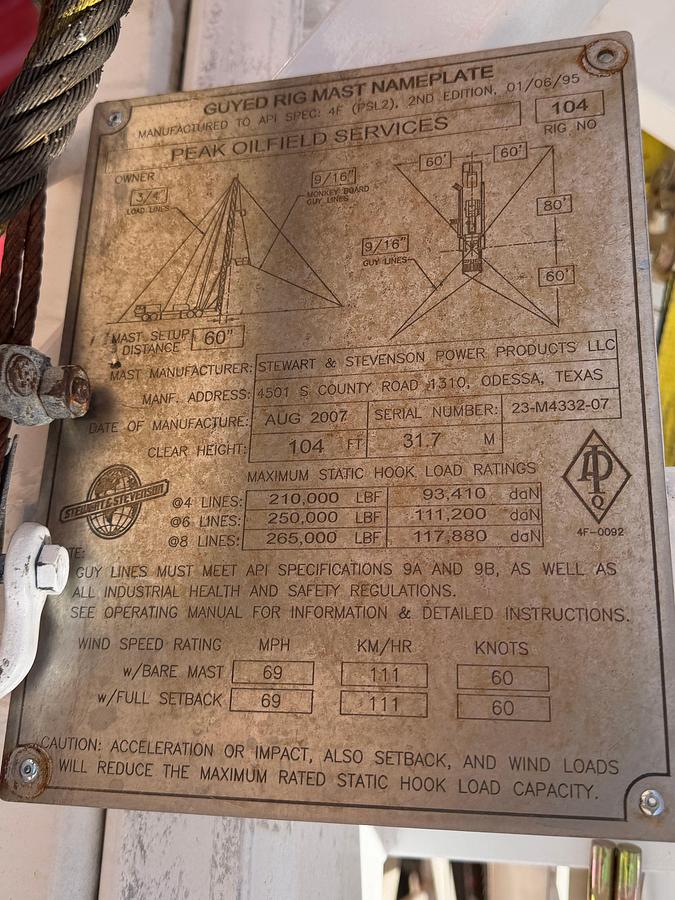 GUYED RIG MAST NAMEPLATE
MANUFACTURED TO API SPEC: 4F (PSL2), 2ND EDITION, 01/06/95
104
RIG NO
PEAK OILFIELD SERVICES
OWNER
3/4"
LOAD LINES
9/16"
MONKEY BOARD
GUY LINES
60' 60'
80'
9/16"
GUY LINES
60'
MAST SETUP
DISTANCE 60"
MAST MANUFACTURER: STEWART & STEVENSON POWER PRODUCTS LLC
MANF. ADDRESS: 4501 S COUNTY ROAD 1310, ODESSA, TEXAS
DATE OF MANUFACTURE: AUG 2007 SERIAL NUMBER: 23-M4332-07
CLEAR HEIGHT: 104 FT 31.7 M
MAXIMUM STATIC HOOK LOAD RATINGS
@4 LINES: 210,000 LBF 93,410 daN
@6 LINES: 250,000 LBF 111,200 daN
@8 LINES: 265,000 LBF 117,880 daN
STEWART & STEVENSON
API
Q
4F-0092
TE:
GUY LINES MUST MEET API SPECIFICATIONS 9A AND 9B, AS WELL AS
ALL INDUSTRIAL HEALTH AND SAFETY REGULATIONS.
SEE OPERATING MANUAL FOR INFORMATION & DETAILED INSTRUCTIONS.
WIND SPEED RATING MPH KM/HR KNOTS
w/BARE MAST 69 111 60
w/FULL SETBACK 69 111 60
CAUTION: ACCELERATION OR IMPACT, ALSO SETBACK, AND WIND LOADS
WILL REDUCE THE MAXIMUM RATED STATIC HOOK LOAD CAPACITY.